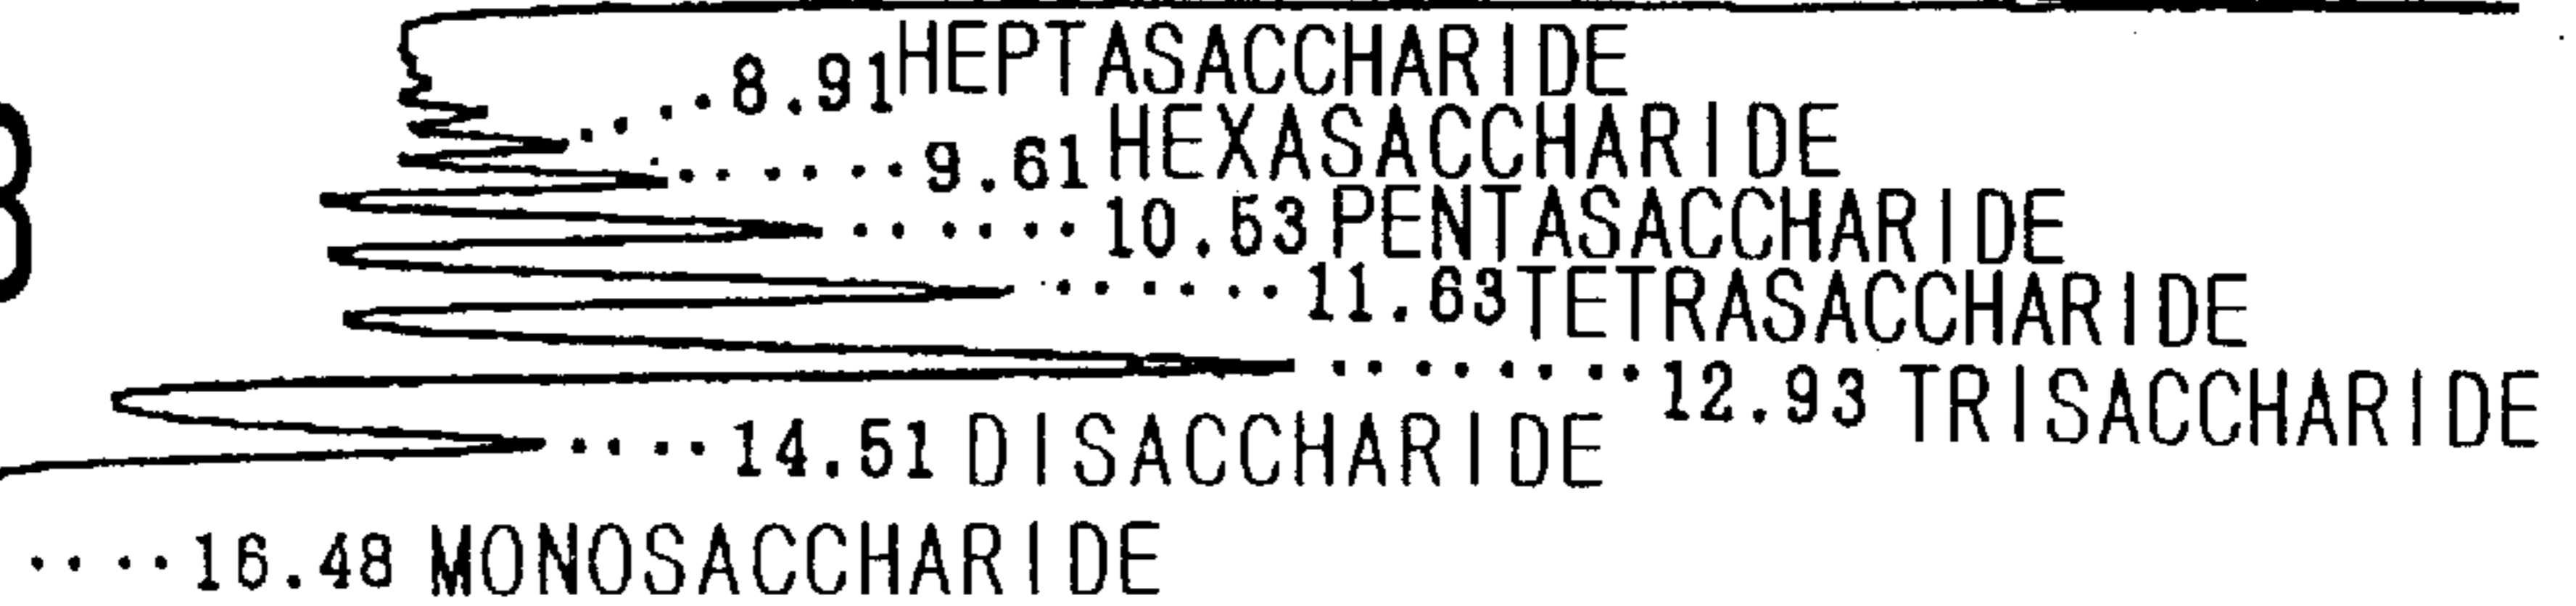 8.91 HEPTASACCHARIDE
9.61 HEXASACCHARIDE
10.53 PENTASACCHARIDE
11.63 TETRASACCHARIDE
12.93 TRISACCHARIDE
14.51 DISACCHARIDE
16.48 MONOSACCHARIDE